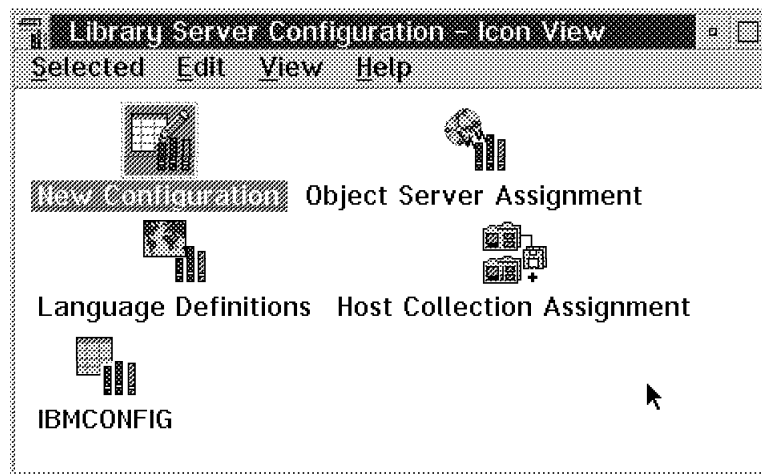 Library Server Configuration - Icon View
Selected Edit View Help
New Configuration Object Server Assignment
Language Definitions Host Collection Assignment
IBMCONFIG